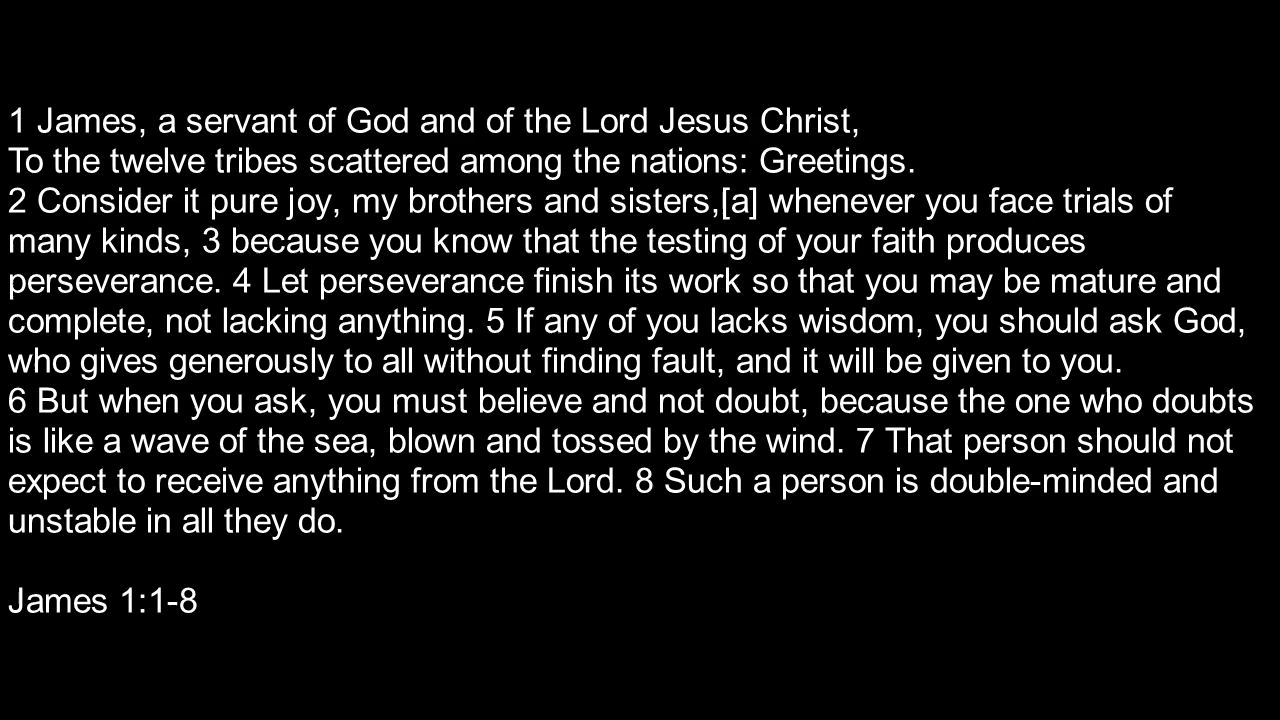 1 James, a servant of God and of the Lord Jesus Christ,
To the twelve tribes scattered among the nations: Greetings.
2 Consider it pure joy, my brothers and sisters,[a] whenever you face trials of
many kinds, 3 because you know that the testing of your faith produces
perseverance. 4 Let perseverance finish its work so that you may be mature and
complete, not lacking anything. 5 If any of you lacks wisdom, you should ask God,
who gives generously to all without finding fault, and it will be given to you.
6 But when you ask, you must believe and not doubt, because the one who doubts
is like a wave of the sea, blown and tossed by the wind. 7 That person should not
expect to receive anything from the Lord. 8 Such a person is double-minded and
unstable in all they do.
James 1:1-8